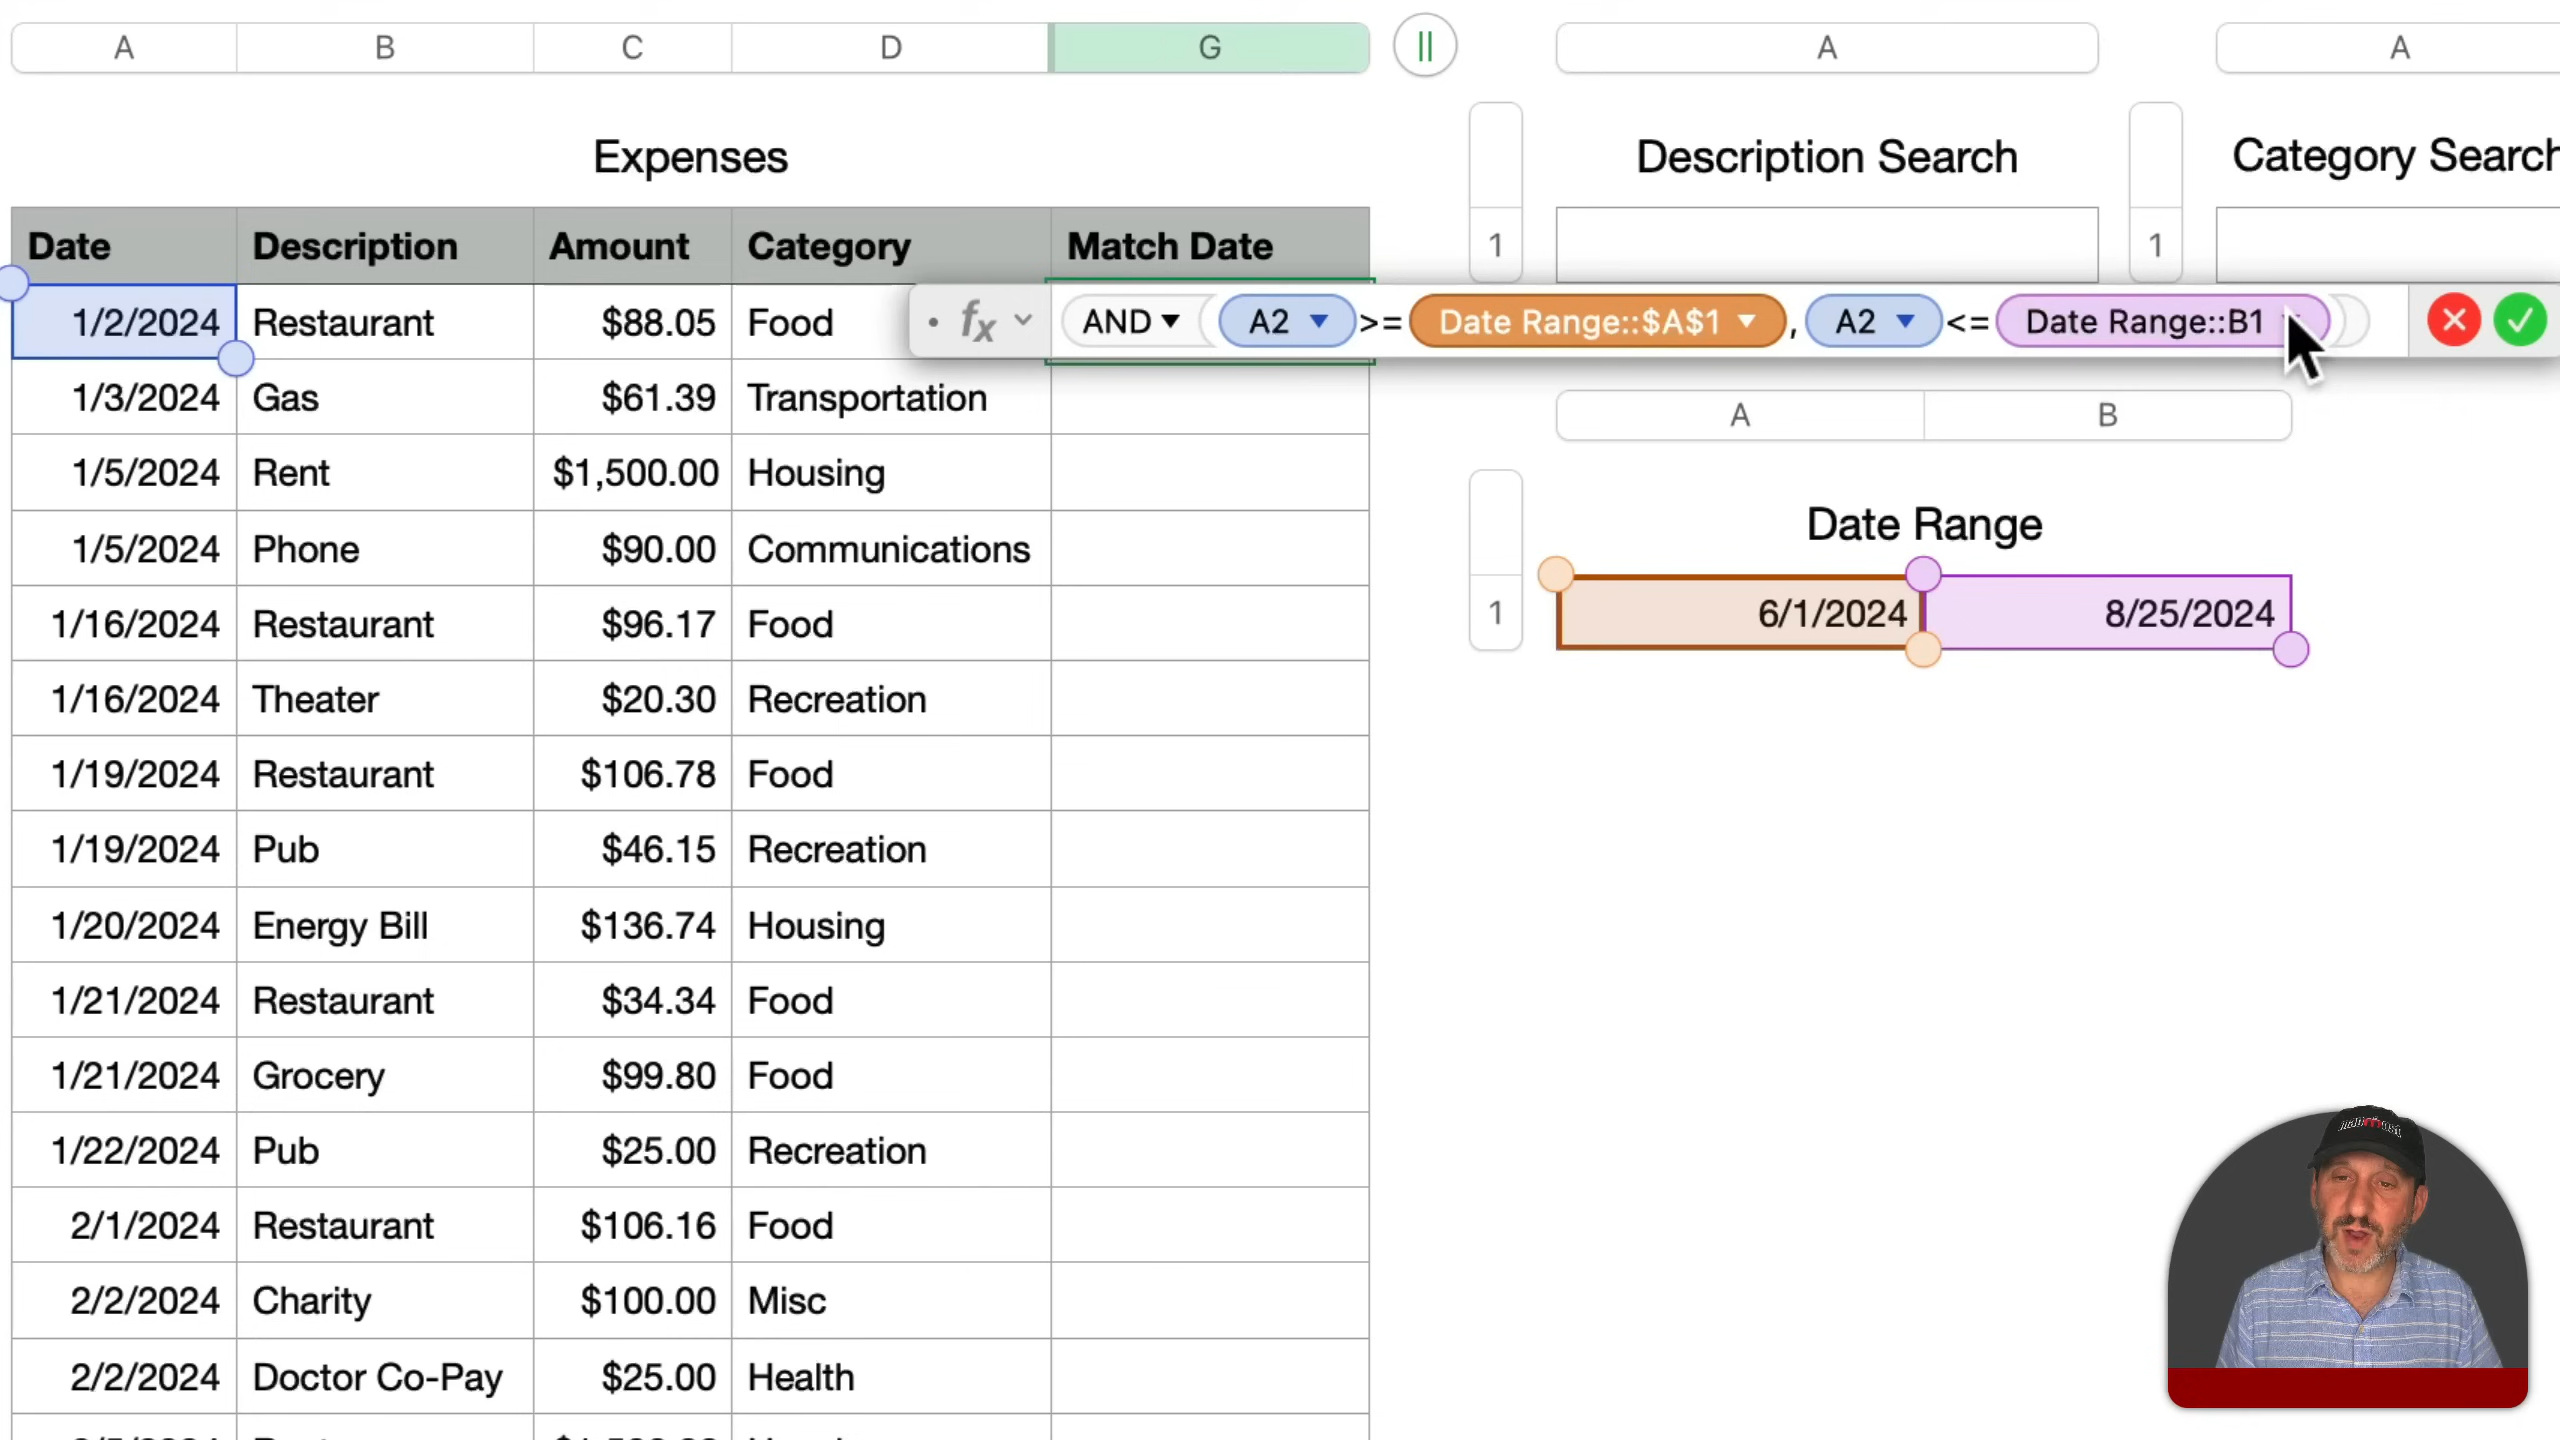 A B C D G A A
Expenses Description Search Category Search
Date Description Amount Category Match Date 1 1
1/2/2024 Restaurant $88.05 Food fx AND A2 >= Date Range::$A$1 , A2 <= Date Range::B1
1/3/2024 Gas $61.39 Transportation A B
1/5/2024 Rent $1,500.00 Housing
Date Range
1/5/2024 Phone $90.00 Communications
1/16/2024 Restaurant $96.17 Food 1 6/1/2024 8/25/2024
1/16/2024 Theater $20.30 Recreation
1/19/2024 Restaurant $106.78 Food
1/19/2024 Pub $46.15 Recreation
1/20/2024 Energy Bill $136.74 Housing
1/21/2024 Restaurant $34.34 Food
1/21/2024 Grocery $99.80 Food
1/22/2024 Pub $25.00 Recreation
2/1/2024 Restaurant $106.16 Food
2/2/2024 Charity $100.00 Misc
2/2/2024 Doctor Co-Pay $25.00 Health